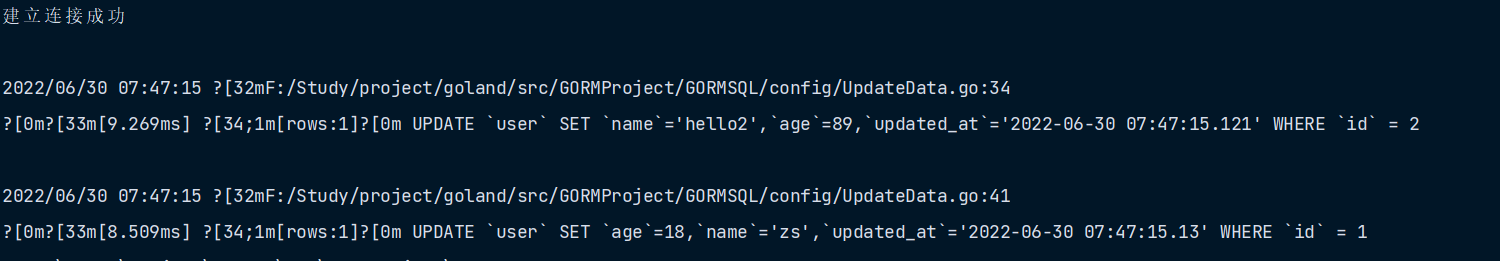 建立连接成功
2022/06/30 07:47:15 ?[32mF:/Study/project/goland/src/GORMProject/GORMSQL/config/UpdateData.go:34
?[0m?[33m[9.269ms] ?[34;1m[rows:1]?[0m UPDATE `user` SET `name`='hello2',`age`=89,`updated_at`='2022-06-30 07:47:15.121' WHERE `id` = 2
2022/06/30 07:47:15 ?[32mF:/Study/project/goland/src/GORMProject/GORMSQL/config/UpdateData.go:41
?[0m?[33m[8.509ms] ?[34;1m[rows:1]?[0m UPDATE `user` SET `age`=18,`name`='zs',`updated_at`='2022-06-30 07:47:15.13' WHERE `id` = 1